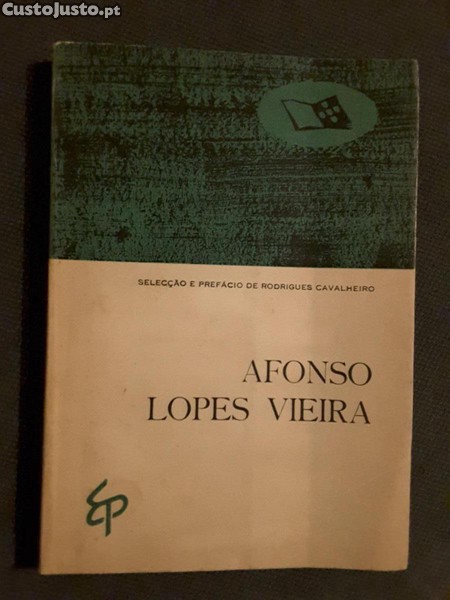 CustoJusto.pt
SELECÇÃO E PREFÁCIO DE RODRIGUES CAVALHEIRO
AFONSO
LOPES VIEIRA
EP